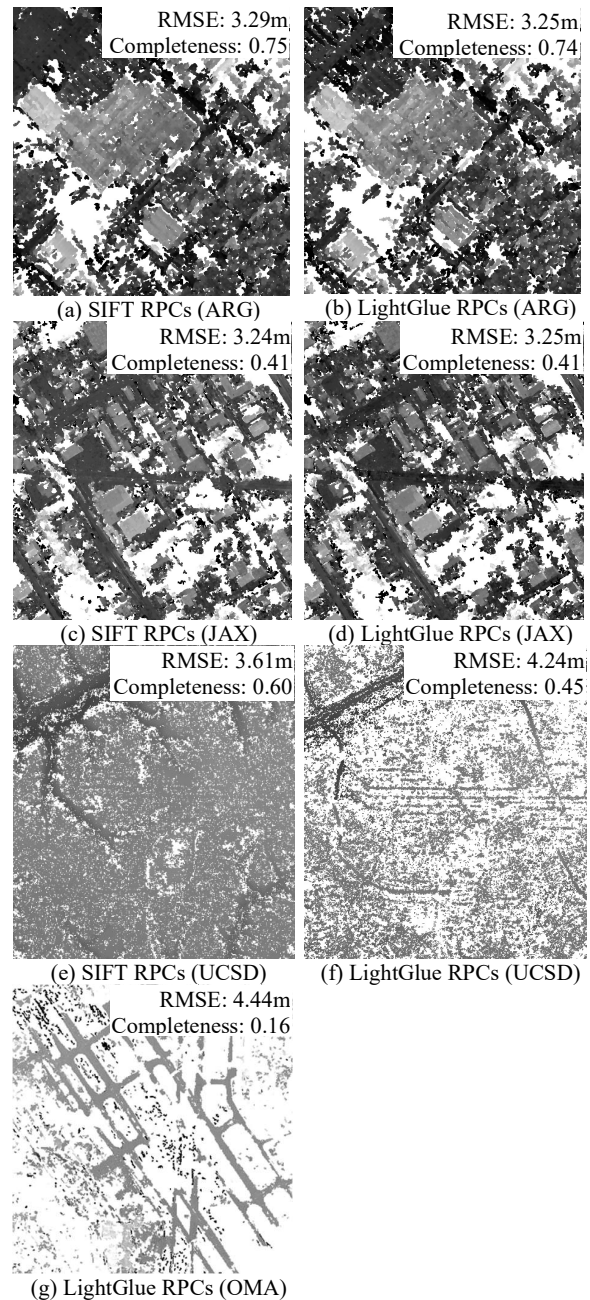 RMSE: 3.29m
Completeness: 0.75
RMSE: 3.25m
Completeness: 0.74
(a) SIFT RPCs (ARG)
(b) LightGlue RPCs (ARG)
RMSE: 3.24m
Completeness: 0.41
RMSE: 3.25m
Completeness: 0.41
(c) SIFT RPCs (JAX)
(d) LightGlue RPCs (JAX)
RMSE: 3.61m
Completeness: 0.60
RMSE: 4.24m
Completeness: 0.45
(e) SIFT RPCs (UCSD)
(f) LightGlue RPCs (UCSD)
RMSE: 4.44m
Completeness: 0.16
(g) LightGlue RPCs (OMA)